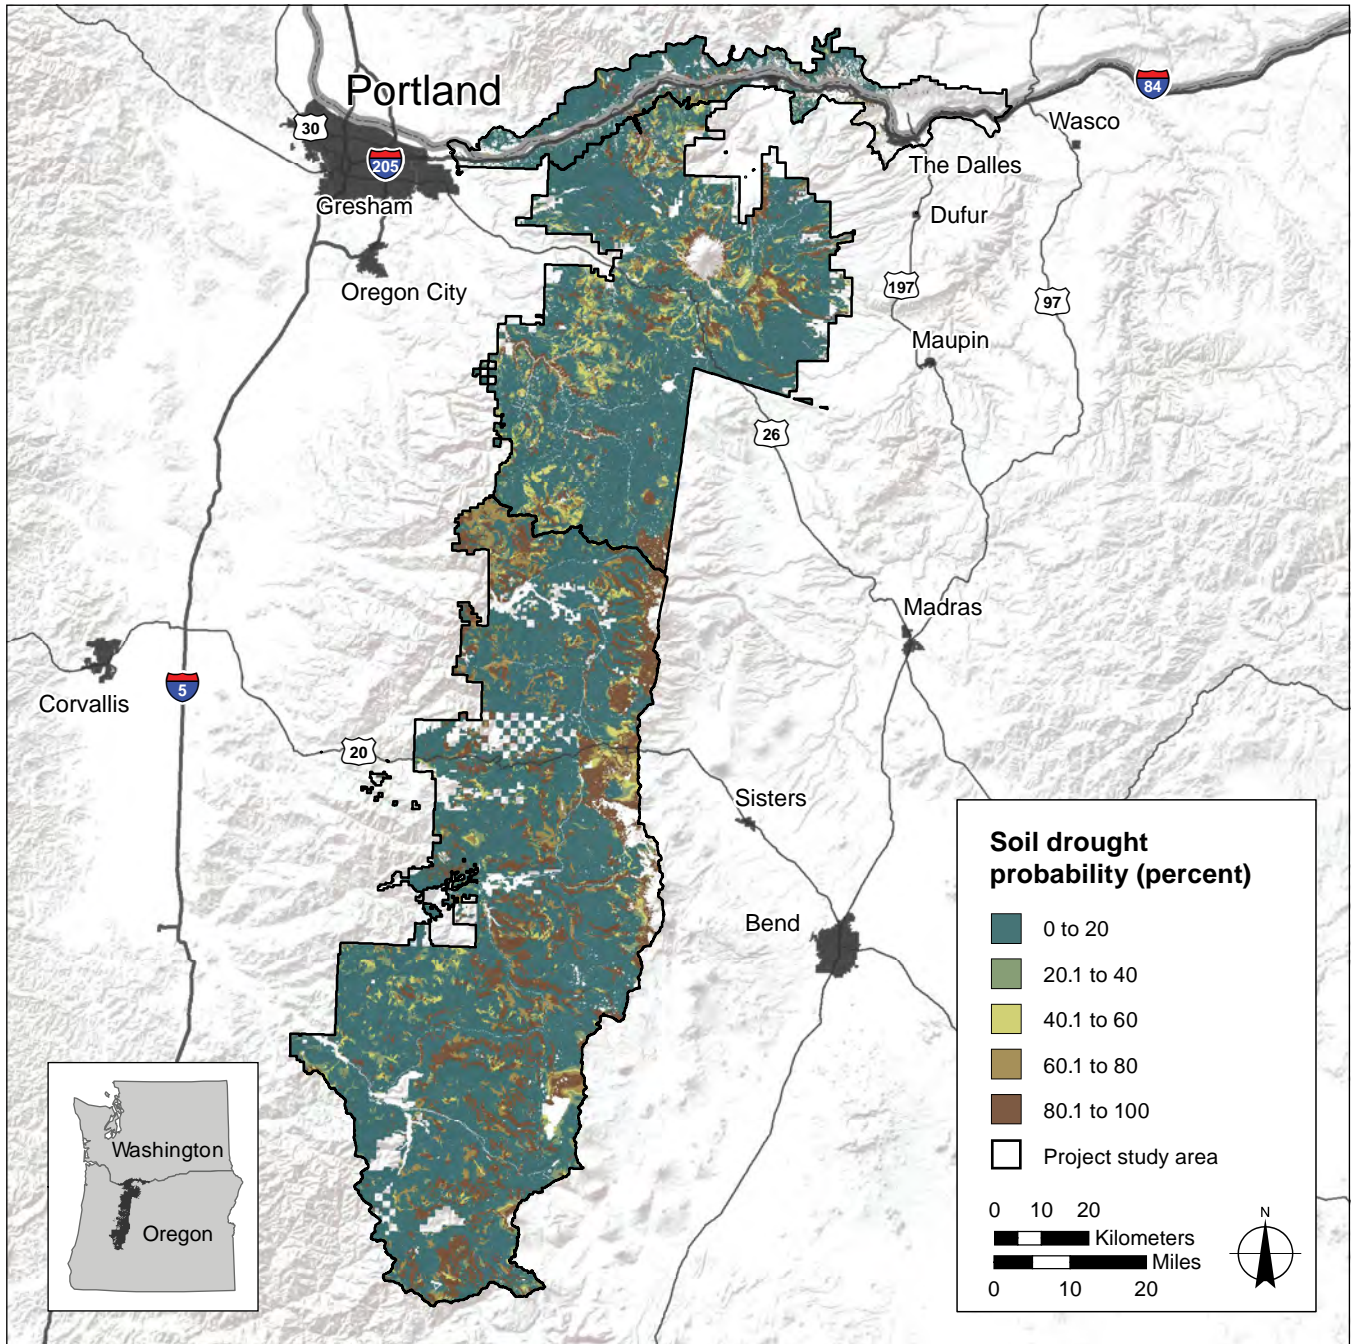 Portland
84
30
Wasco
205
The Dalles
Gresham
Dufur
Oregon City
197
97
Maupin
26
Madras
Corvallis
5
20
Sisters
Bend
Soil drought
probability (percent)
0 to 20
20.1 to 40
40.1 to 60
60.1 to 80
80.1 to 100
Project study area
0 10 20
Kilometers
Miles
0 10 20
N
Washington
Oregon